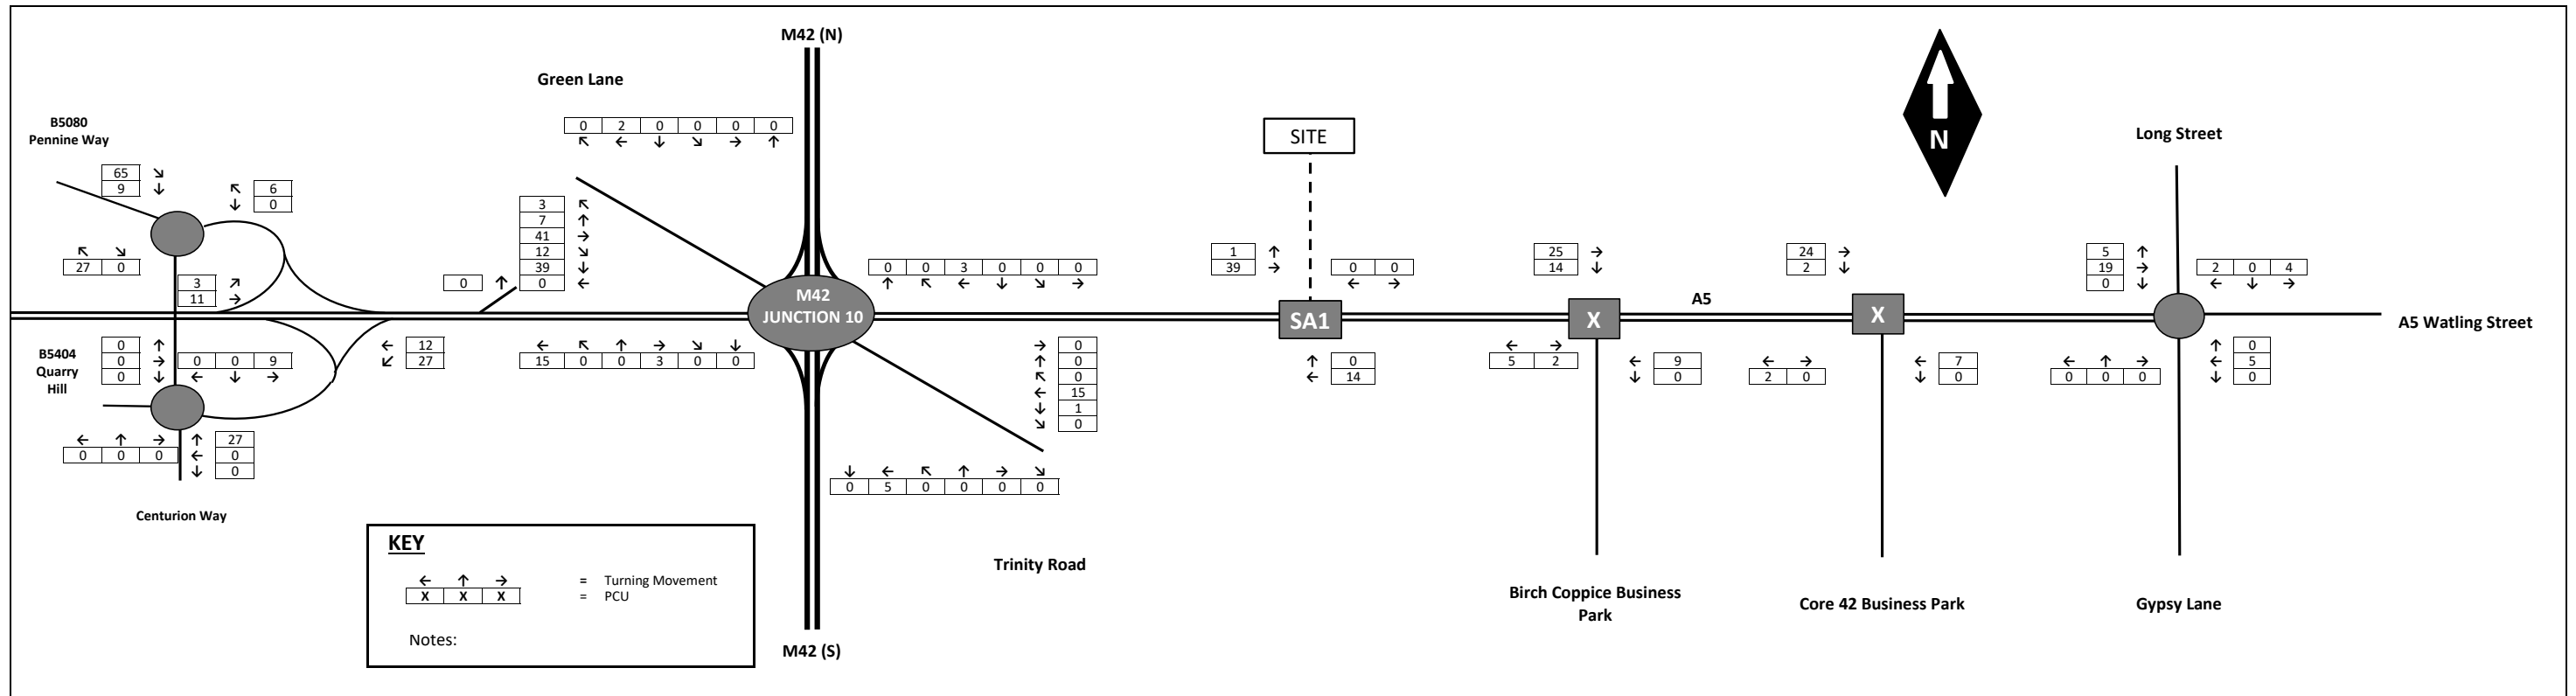 M42 (N)
Green Lane
B5080
Pennine Way
0 2 0 0 0 0
↖ ← ↓ ↘ → ↑
SITE
N
Long Street
65 ↘
9 ↓
↖ 6
↓ 0
↖ ↘
27 0
3 ↗
11 →
0 ↑
3 ↖
7 ↑
41 →
12 ↘
39 ↓
0 ←
M42
JUNCTION 10
0 0 3 0 0 0
↑ ↖ ← ↓ ↘ →
1 ↑
39 →
0 0
← →
SA1
25 →
14 ↓
X
A5
24 →
2 ↓
X
5 ↑
19 →
0 ↓
2 0 4
← ↓ →
A5 Watling Street
B5404
Quarry
Hill
0 ↑
0 →
0 ↓
0 0 9
← ↓ →
← 12
↙ 27
← ↖ ↑ → ↘ ↓
15 0 0 3 0 0
→ 0
↑ 0
↖ 0
← 15
↓ 1
↘ 0
↑ 0
← 14
← →
5 2
← 9
↓ 0
← →
2 0
← 7
↓ 0
← ↑ →
0 0 0
↑ 0
← 5
↓ 0
← ↑ →
0 0 0
↑ 27
← 0
↓ 0
↓ ← ↖ ↑ → ↘
0 5 0 0 0 0
Centurion Way
KEY
← ↑ → = Turning Movement
X X X = PCU
Notes:
Trinity Road
M42 (S)
Birch Coppice Business
Park
Core 42 Business Park
Gypsy Lane